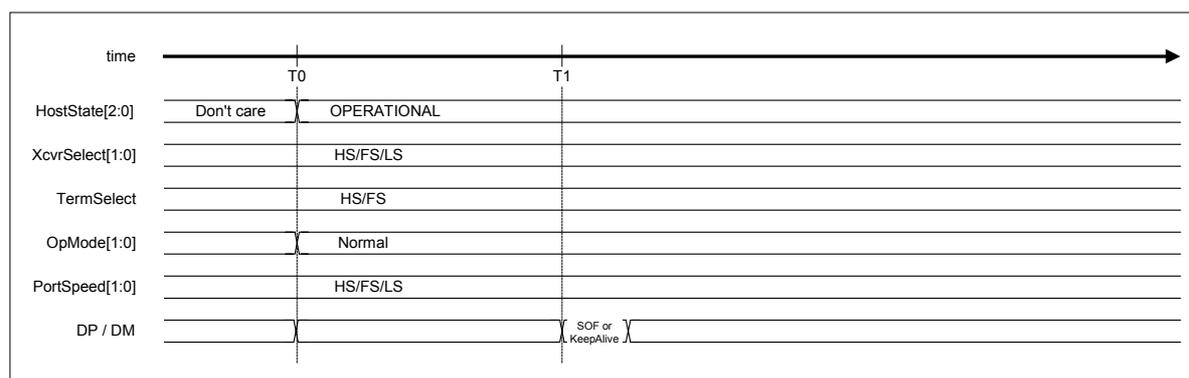 time
T0 T1
HostState[2:0] Don't care OPERATIONAL
XcvrSelect[1:0] HS/FS/LS
TermSelect HS/FS
OpMode[1:0] Normal
PortSpeed[1:0] HS/FS/LS
DP / DM SOF or
KeepAlive